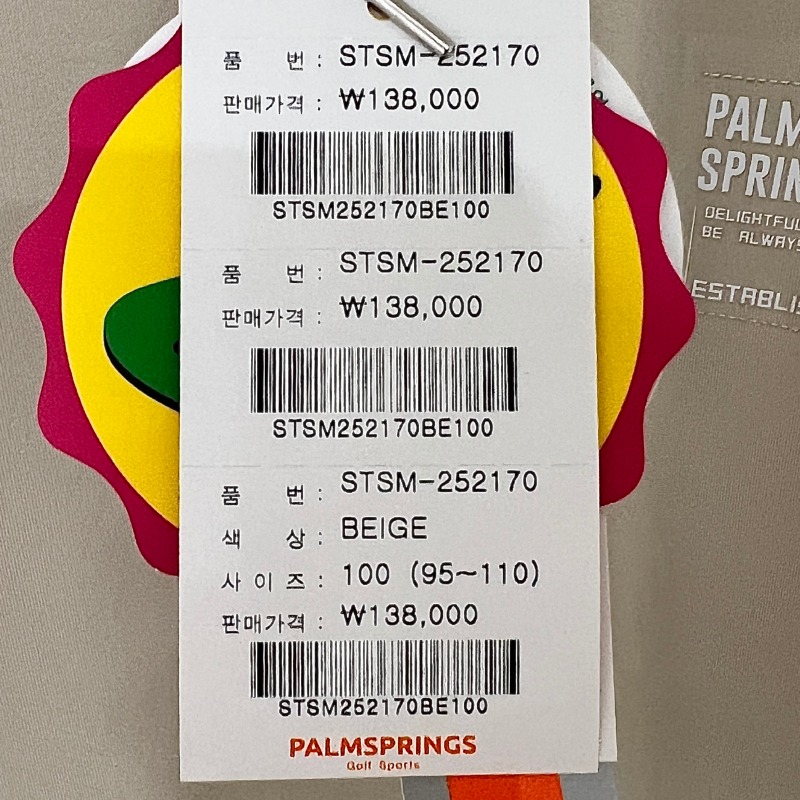 품 번 : STSM-252170
판매가격 : ₩138,000
STSM252170BE100
품 번 : STSM-252170
판매가격 : ₩138,000
STSM252170BE100
품 번 : STSM-252170
색 상 : BEIGE
사 이 즈 : 100 (95~110)
판매가격 : ₩138,000
STSM252170BE100
PALMSPRINGS
Golf Sports
PALM
SPRIN
DELIGHTFUL
BE ALWAYS
ESTABLIS